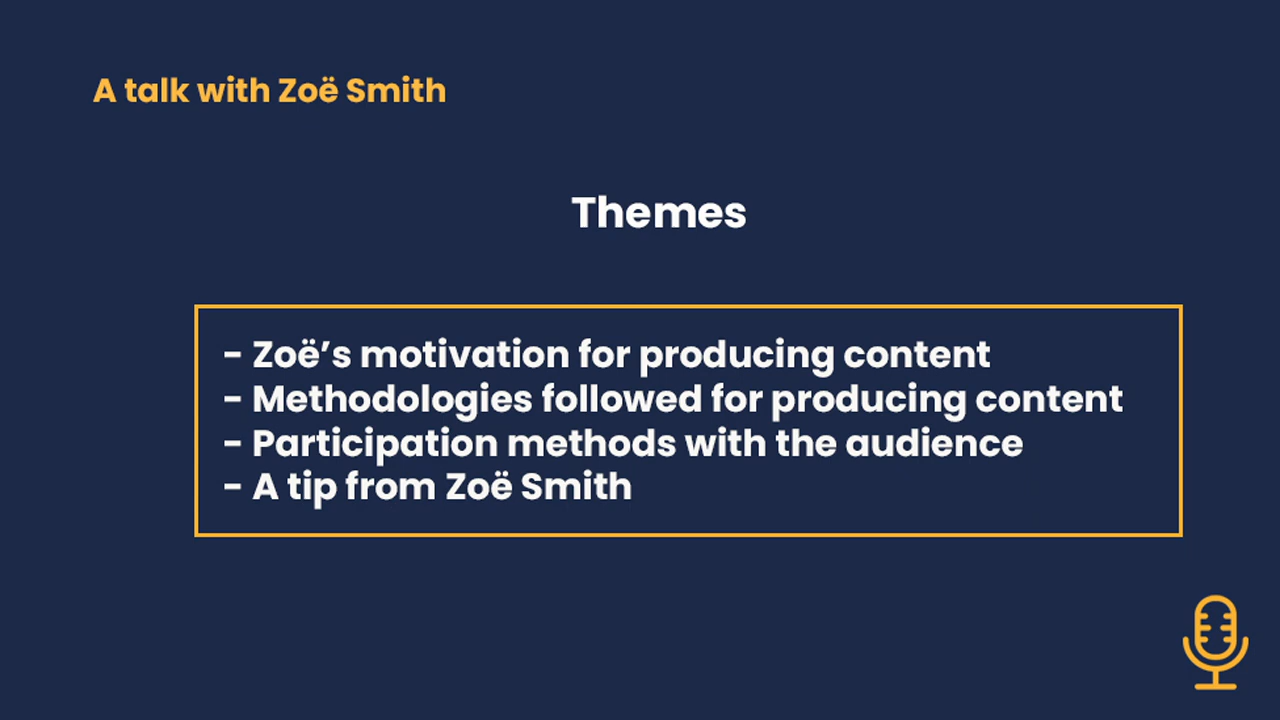 A talk with Zoë Smith
Themes
- Zoë’s motivation for producing content
- Methodologies followed for producing content
- Participation methods with the audience
- A tip from Zoë Smith